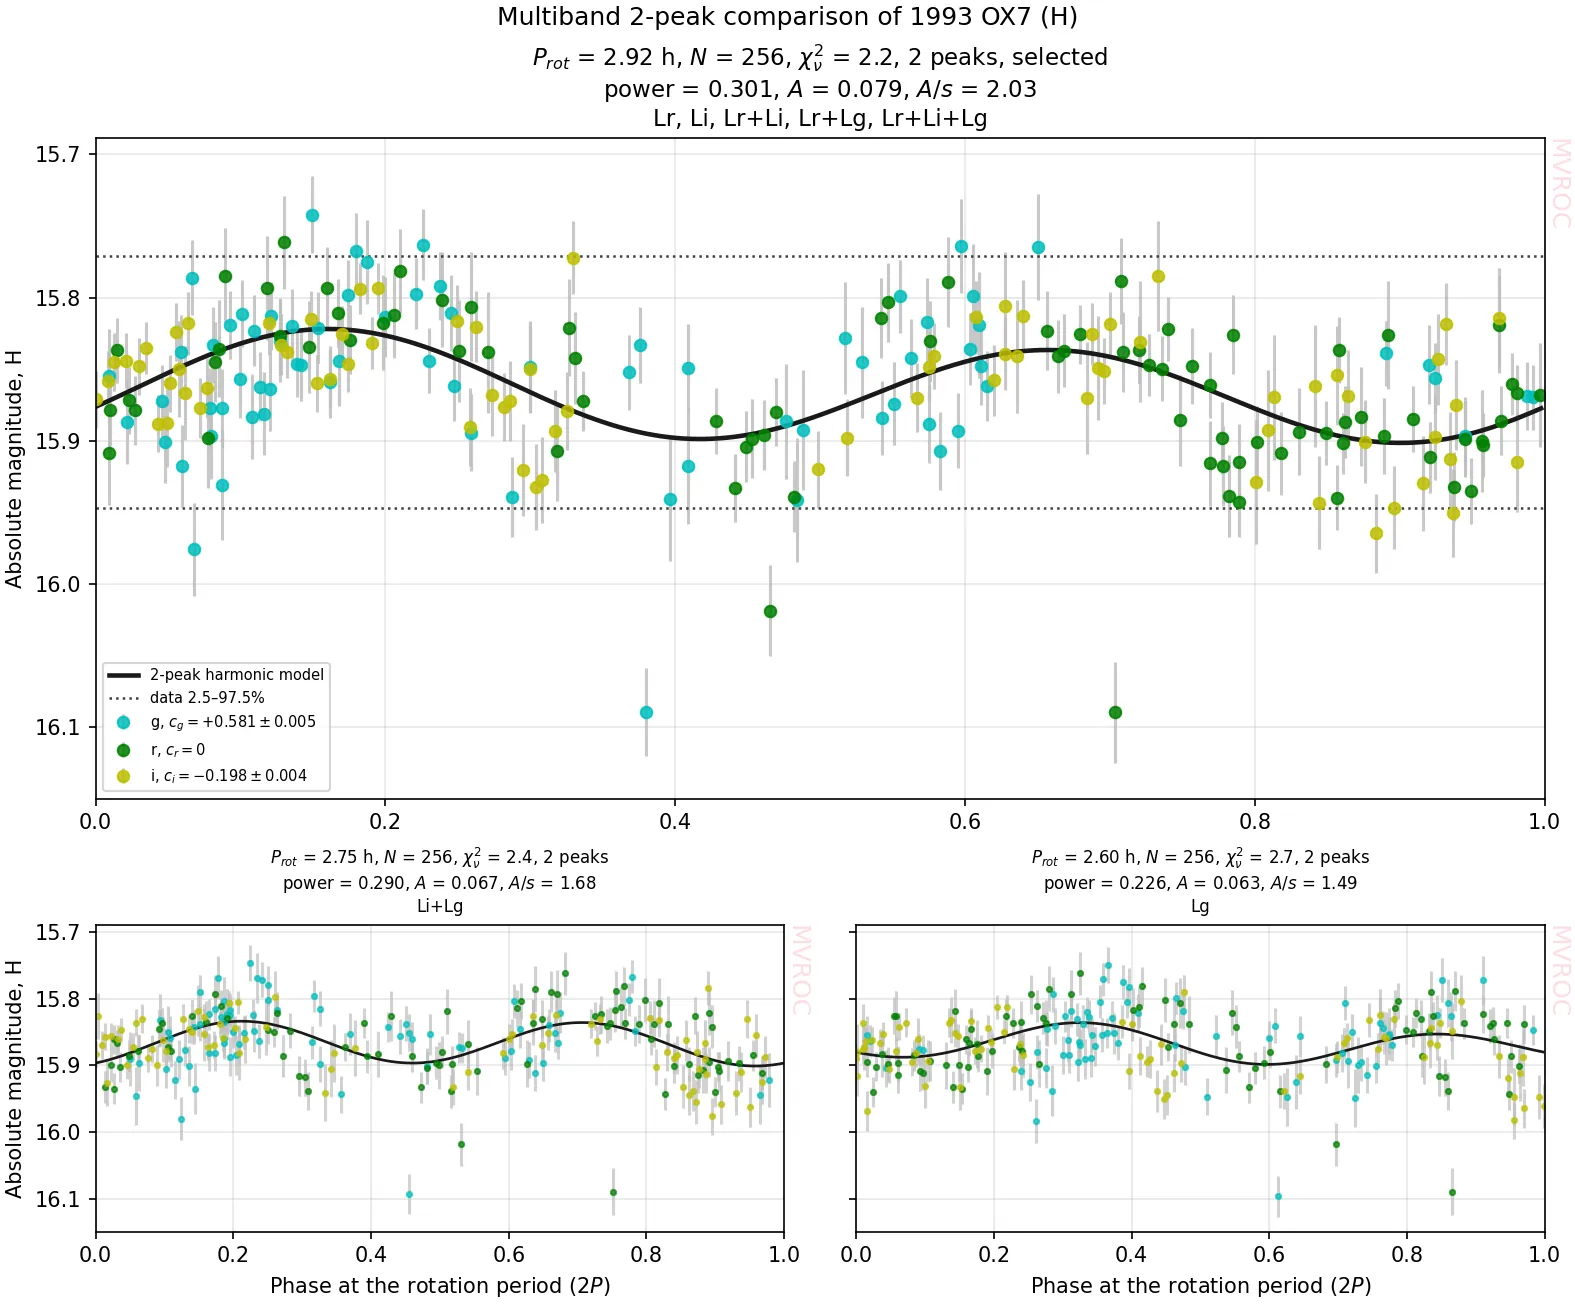 Multiband 2-peak comparison of 1993 OX7 (H)
P_rot = 2.92 h, N = 256, χ²_ν = 2.2, 2 peaks, selected
power = 0.301, A = 0.079, A/s = 2.03
Lr, Li, Lr+Li, Lr+Lg, Lr+Li+Lg
MVROC
Absolute magnitude, H
15.7
15.8
15.9
16.0
16.1
2-peak harmonic model
data 2.5–97.5%
g, c_g = +0.581 ± 0.005
r, c_r = 0
i, c_i = −0.198 ± 0.004
0.0 0.2 0.4 0.6 0.8 1.0
P_rot = 2.75 h, N = 256, χ²_ν = 2.4, 2 peaks
power = 0.290, A = 0.067, A/s = 1.68
Li+Lg
MVROC
Absolute magnitude, H
15.7
15.8
15.9
16.0
16.1
0.0 0.2 0.4 0.6 0.8 1.0
Phase at the rotation period (2P)
P_rot = 2.60 h, N = 256, χ²_ν = 2.7, 2 peaks
power = 0.226, A = 0.063, A/s = 1.49
Lg
MVROC
0.0 0.2 0.4 0.6 0.8 1.0
Phase at the rotation period (2P)